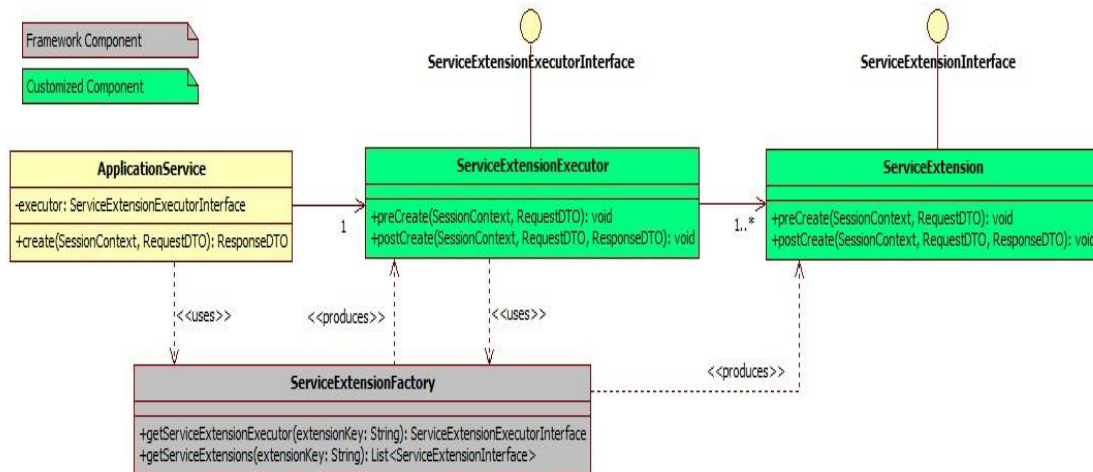 Framework Component
Customized Component
ServiceExtensionExecutorInterface
ServiceExtensionInterface
ApplicationService
-executor: ServiceExtensionExecutorInterface
+create(SessionContext, RequestDTO): ResponseDTO
1
ServiceExtensionExecutor
+preCreate(SessionContext, RequestDTO): void
+postCreate(SessionContext, RequestDTO, ResponseDTO): void
1..*
ServiceExtension
+preCreate(SessionContext, RequestDTO): void
+postCreate(SessionContext, RequestDTO, ResponseDTO): void
<<uses>>
<<produces>>
<<uses>>
<<produces>>
ServiceExtensionFactory
+getServiceExtensionExecutor(extensionKey: String): ServiceExtensionExecutorInterface
+getServiceExtensions(extensionKey: String): List<ServiceExtensionInterface>